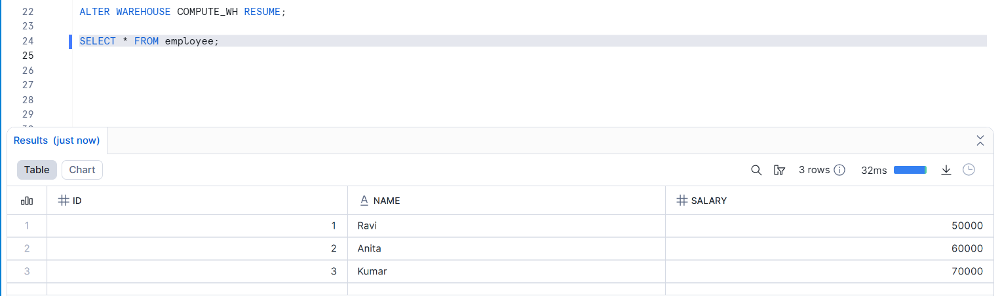 22 ALTER WAREHOUSE COMPUTE_WH RESUME;
23
24 SELECT * FROM employee;
25
26
27
28
29
Results (just now)
Table Chart 3 rows 32ms
ID NAME SALARY
1 1 Ravi 50000
2 2 Anita 60000
3 3 Kumar 70000